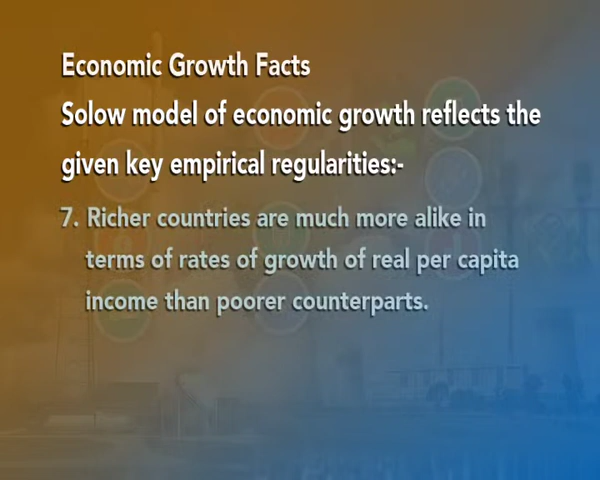 Economic Growth Facts
Solow model of economic growth reflects the
given key empirical regularities:-
7. Richer countries are much more alike in
terms of rates of growth of real per capita
income than poorer counterparts.